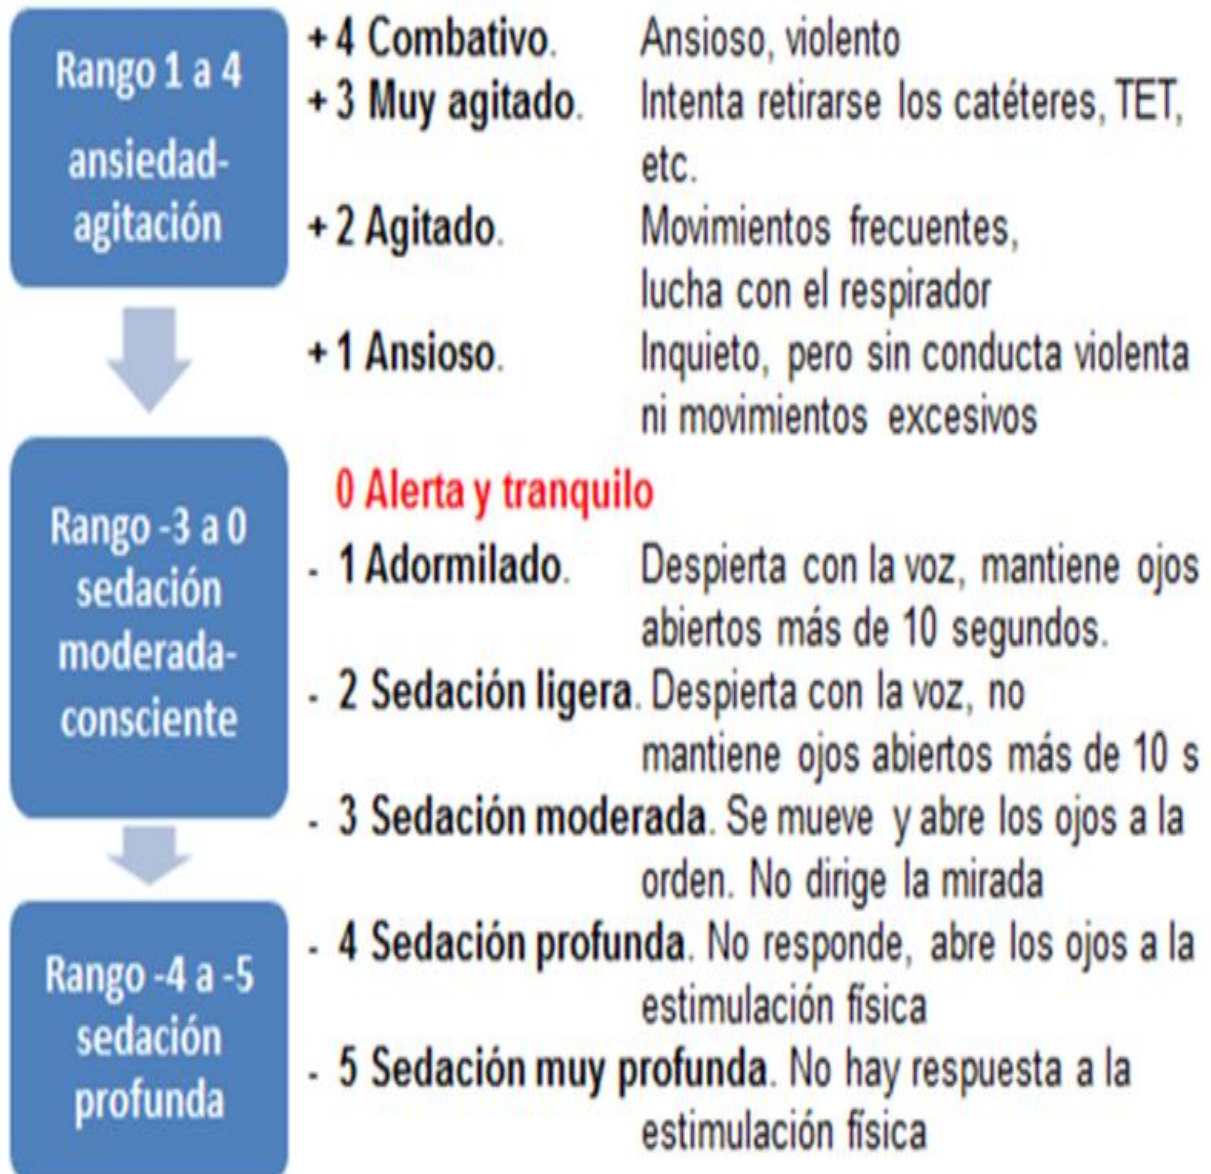 Rango 1 a 4
ansiedad-
agitación
+ 4 Combativo. Ansioso, violento
+ 3 Muy agitado. Intenta retirarse los catéteres, TET,
etc.
+ 2 Agitado. Movimientos frecuentes,
lucha con el respirador
+ 1 Ansioso. Inquieto, pero sin conducta violenta
ni movimientos excesivos
Rango -3 a 0
sedación
moderada-
consciente
0 Alerta y tranquilo
- 1 Adormilado. Despierta con la voz, mantiene ojos
abiertos más de 10 segundos.
- 2 Sedación ligera. Despierta con la voz, no
mantiene ojos abiertos más de 10 s
- 3 Sedación moderada. Se mueve y abre los ojos a la
orden. No dirige la mirada
Rango -4 a -5
sedación
profunda
- 4 Sedación profunda. No responde, abre los ojos a la
estimulación física
- 5 Sedación muy profunda. No hay respuesta a la
estimulación física